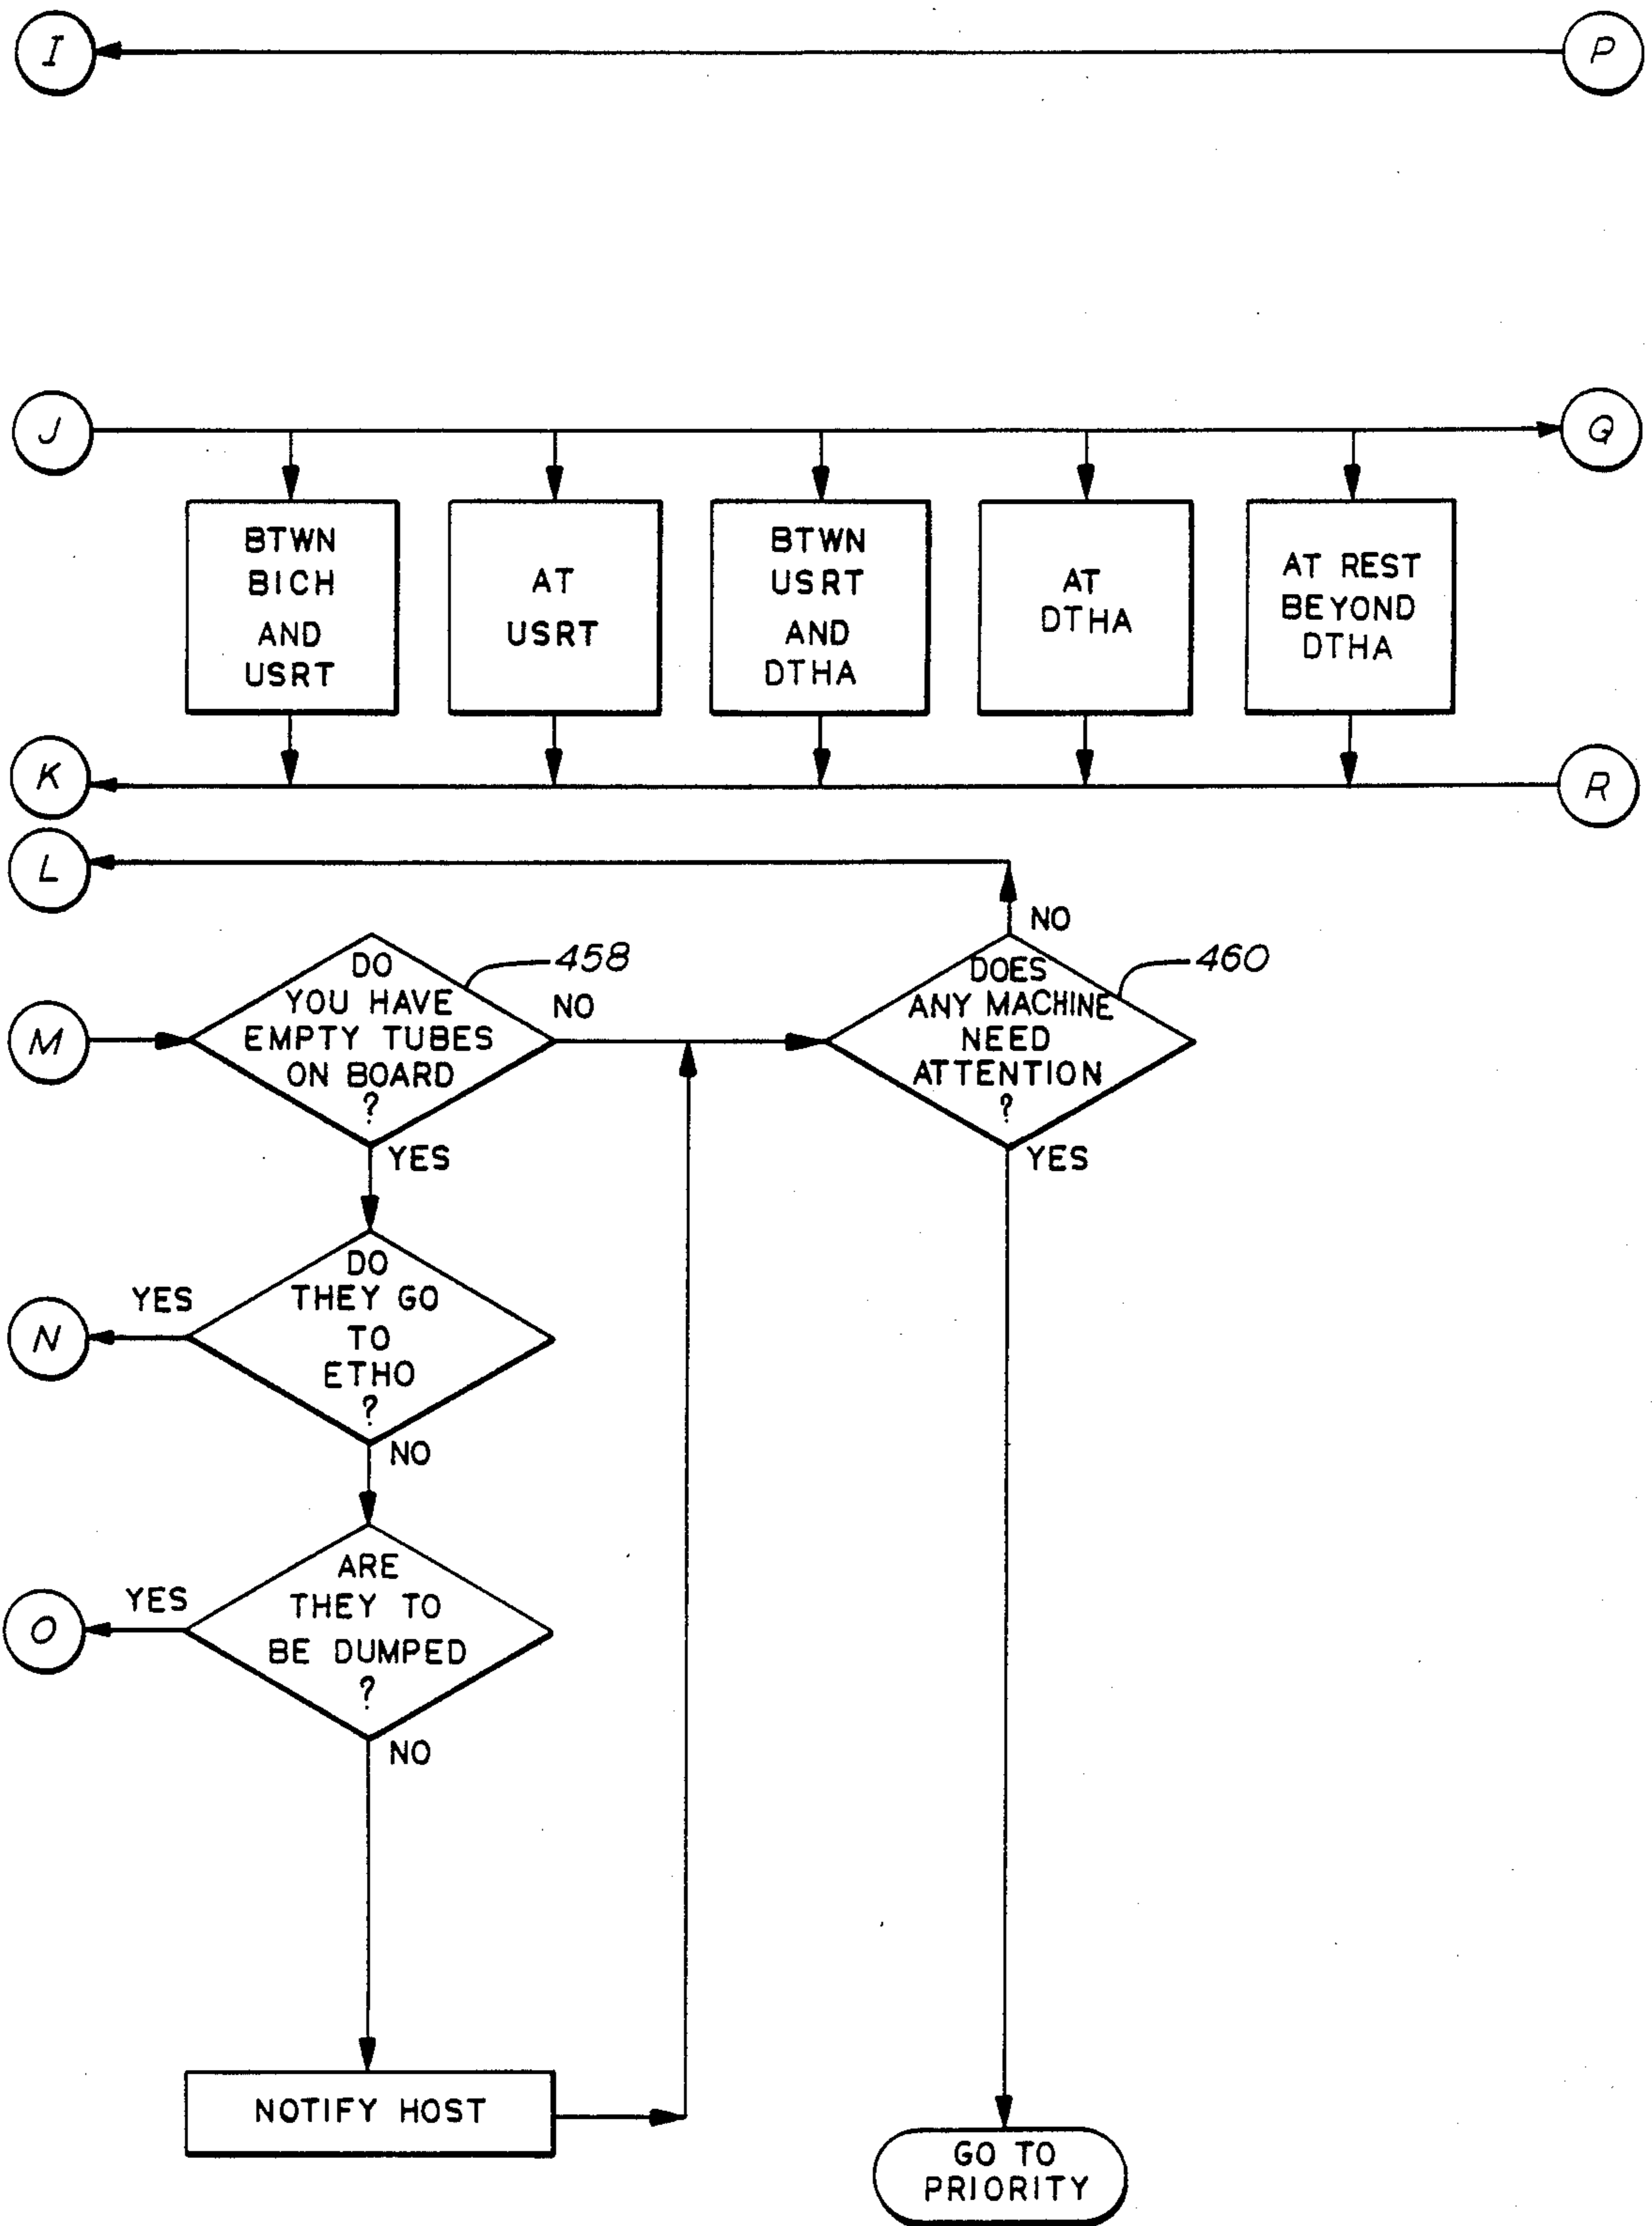 I
P
J
Q
BTWN
BICH
AND
USRT
AT
USRT
BTWN
USRT
AND
DTHA
AT
DTHA
AT REST
BEYOND
DTHA
K
R
L
NO
DO
YOU HAVE
EMPTY TUBES
ON BOARD
?
458
NO
DOES
ANY MACHINE
NEED
ATTENTION
?
460
M
YES
YES
DO
THEY GO
TO
ETHO
?
YES
N
NO
ARE
THEY TO
BE DUMPED
?
YES
O
NO
NOTIFY HOST
GO TO
PRIORITY